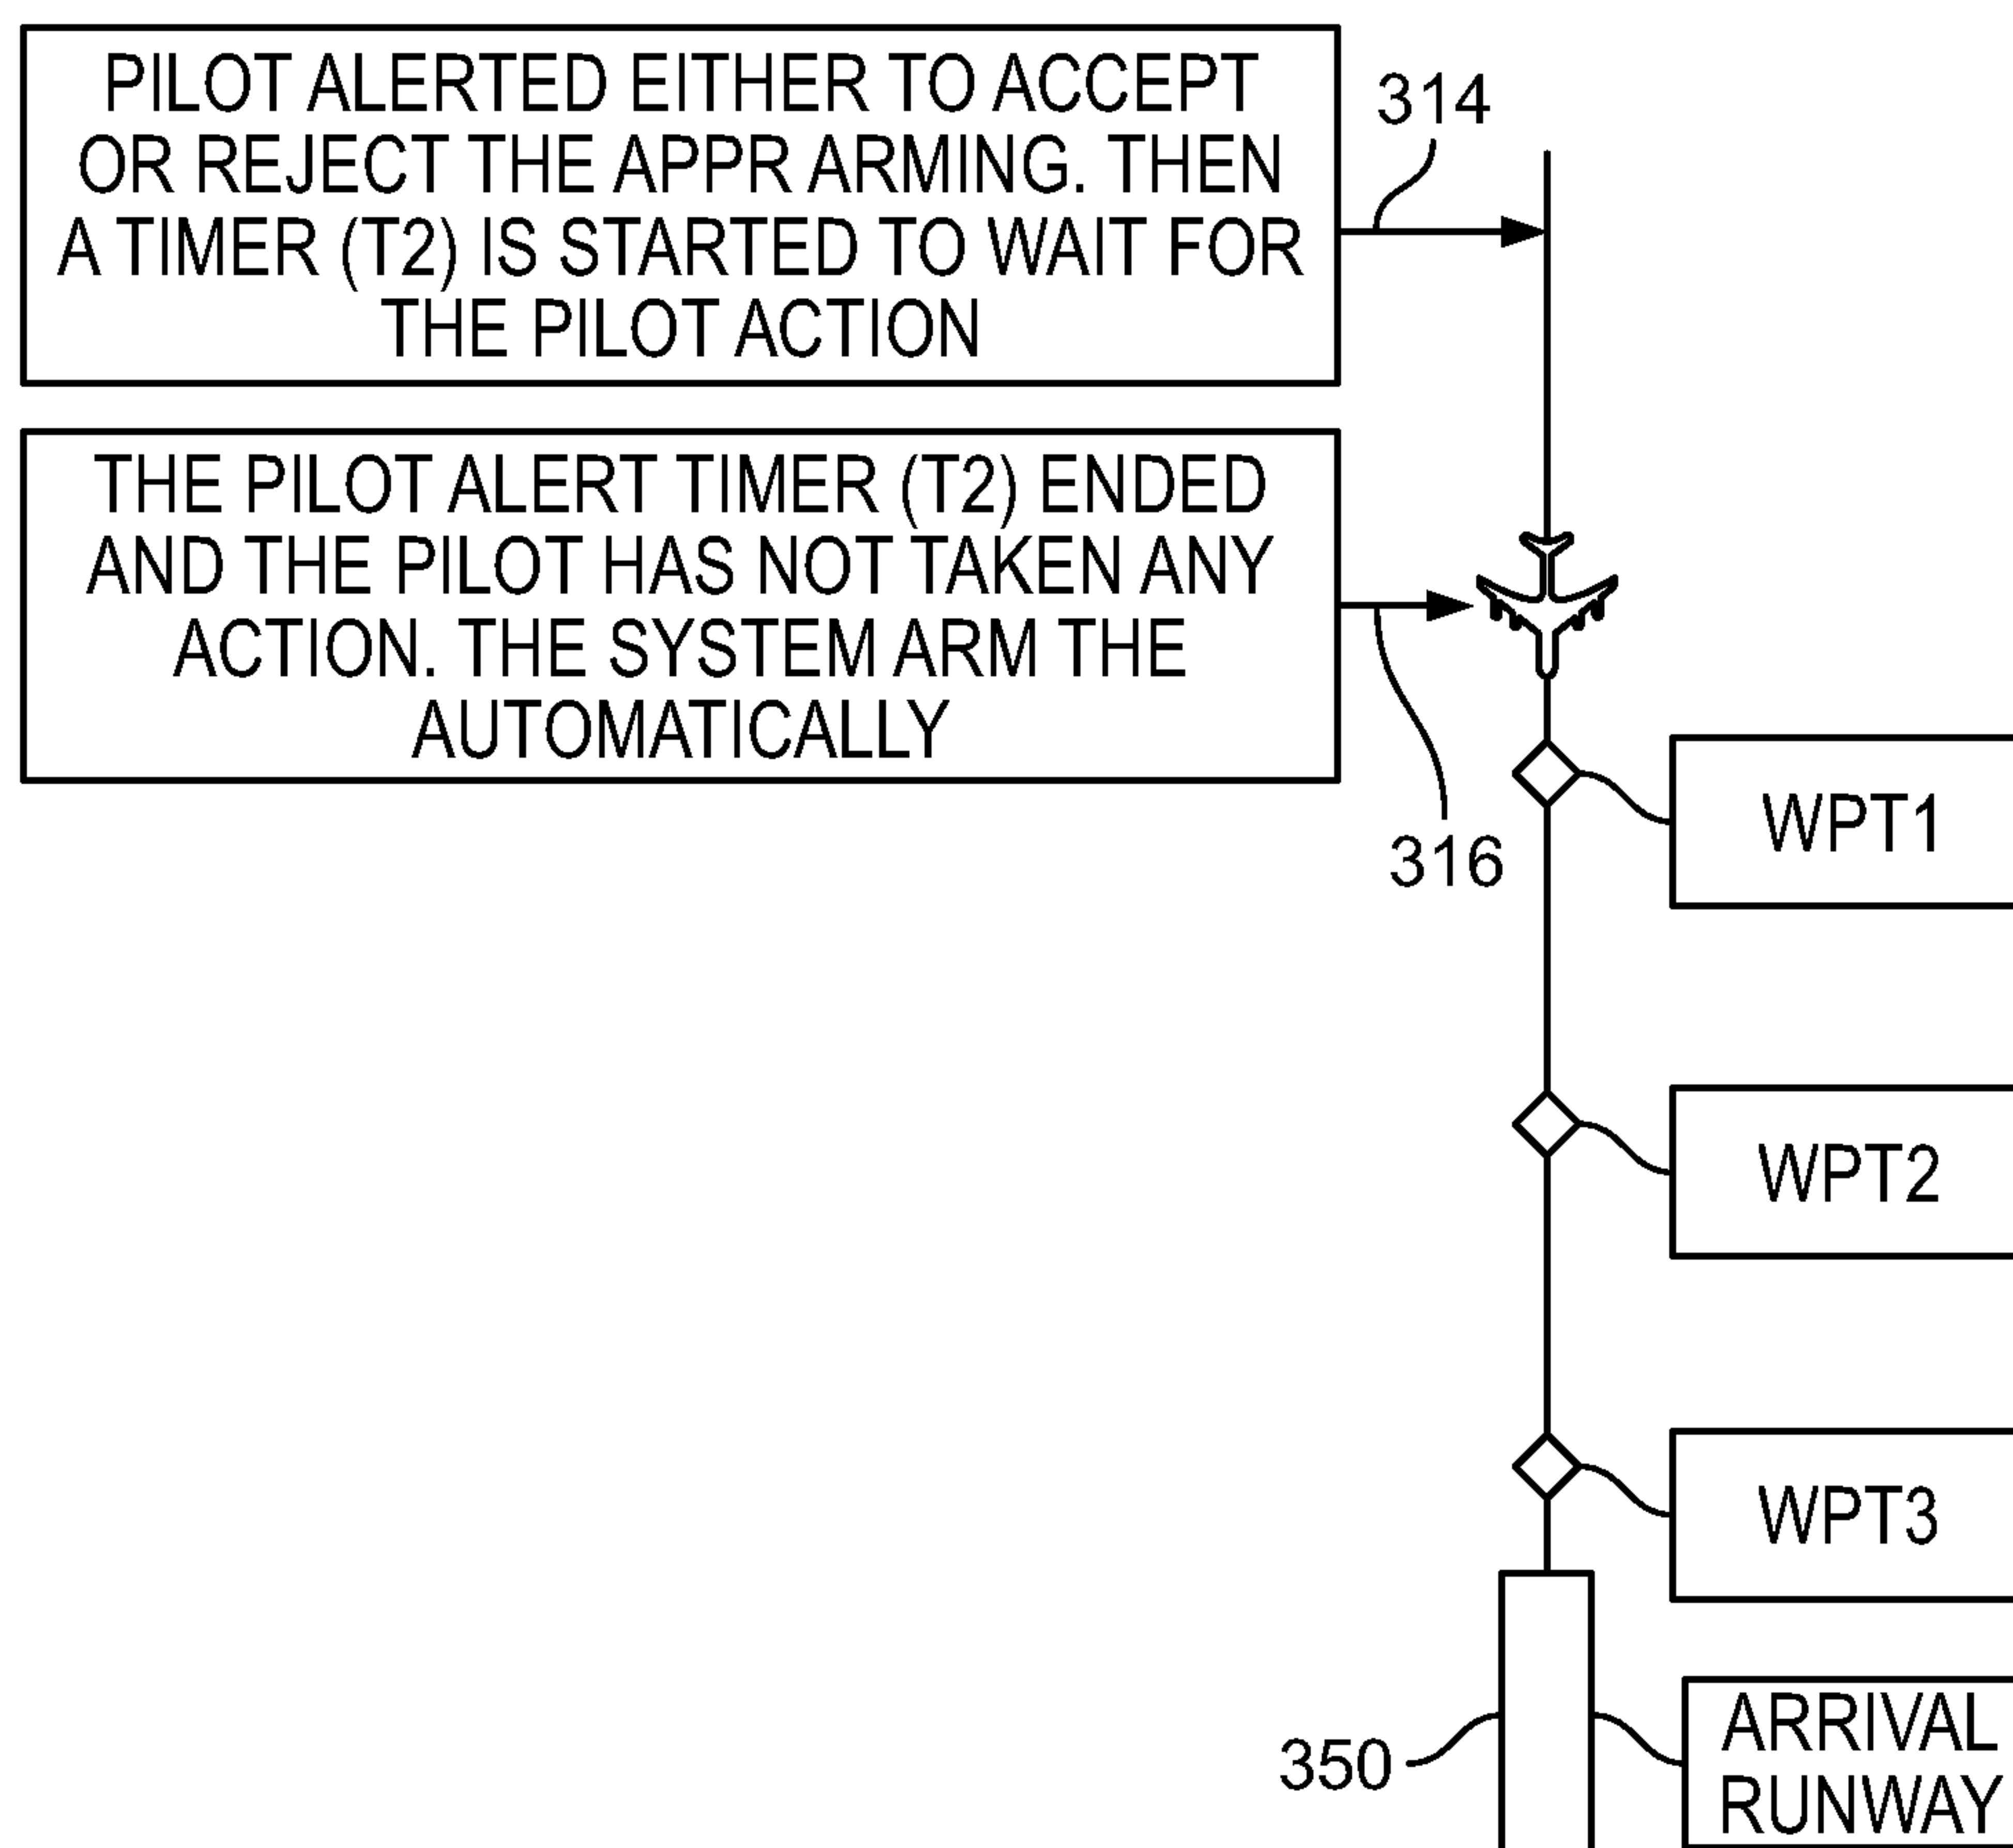 PILOT ALERTED EITHER TO ACCEPT
OR REJECT THE APPR ARMING. THEN
A TIMER (T2) IS STARTED TO WAIT FOR
THE PILOT ACTION
314
THE PILOT ALERT TIMER (T2) ENDED
AND THE PILOT HAS NOT TAKEN ANY
ACTION. THE SYSTEM ARM THE
AUTOMATICALLY
316
WPT1
WPT2
WPT3
350
ARRIVAL
RUNWAY